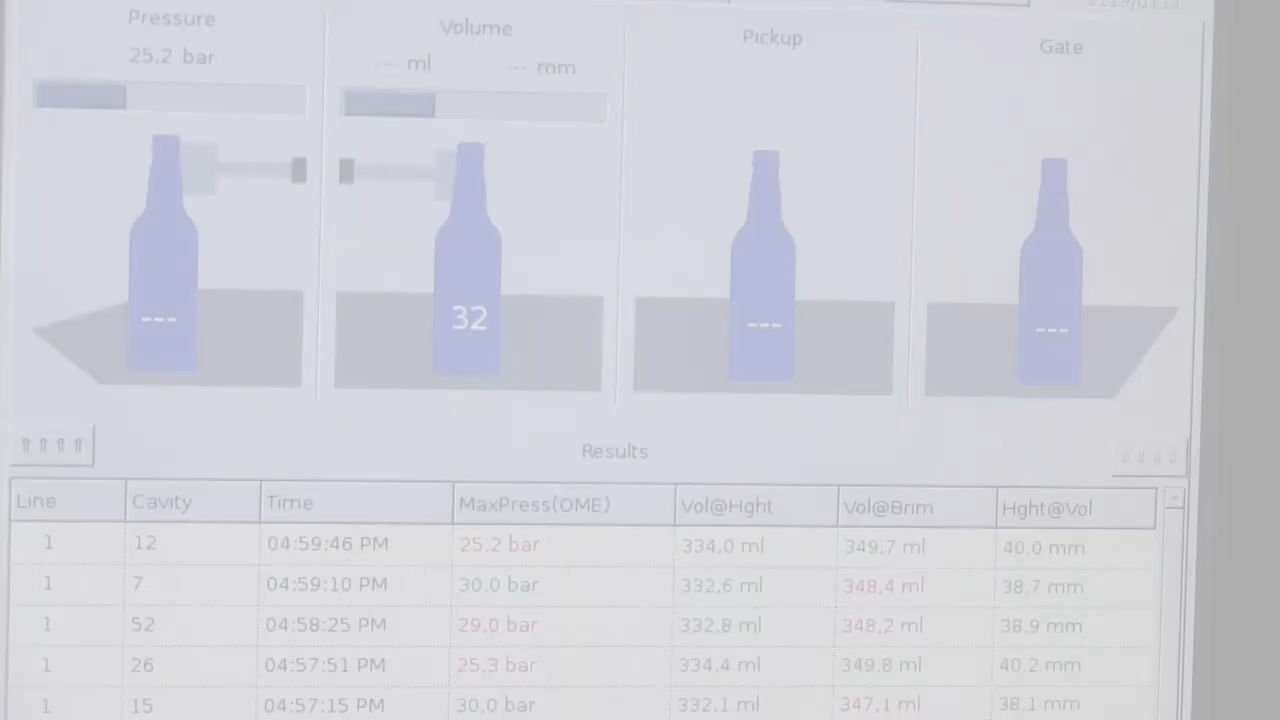 Pressure
25.2 bar
Volume
--- ml --- mm
Pickup
Gate
---
32
---
---
Results
Line Cavity Time MaxPress(OME) Vol@Hght Vol@Brim Hght@Vol
1 12 04:59:46 PM 25.2 bar 334.0 ml 349.7 ml 40.0 mm
1 7 04:59:10 PM 30.0 bar 332.6 ml 348.4 ml 38.7 mm
1 52 04:58:25 PM 29.0 bar 332.8 ml 348.2 ml 38.9 mm
1 26 04:57:51 PM 25.3 bar 334.4 ml 349.8 ml 40.2 mm
1 15 04:57:15 PM 30.0 bar 332.1 ml 347.1 ml 38.1 mm